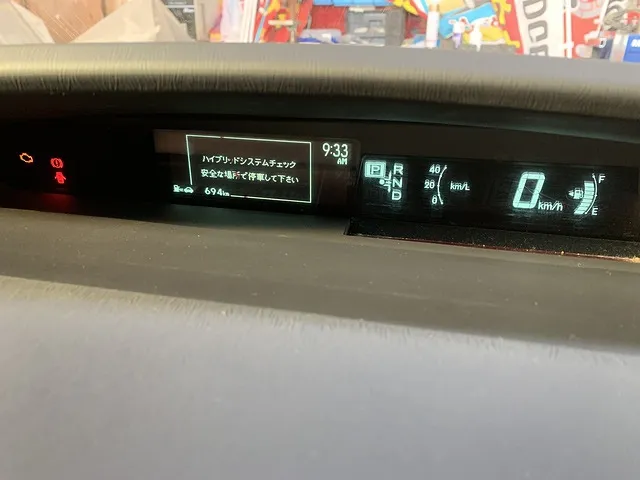 9:33
AM
ハイブリッドシステムチェック
安全な場所で停車して下さい
694km
P R
N
D
40
20
0
km/L
0 km/h
F
E